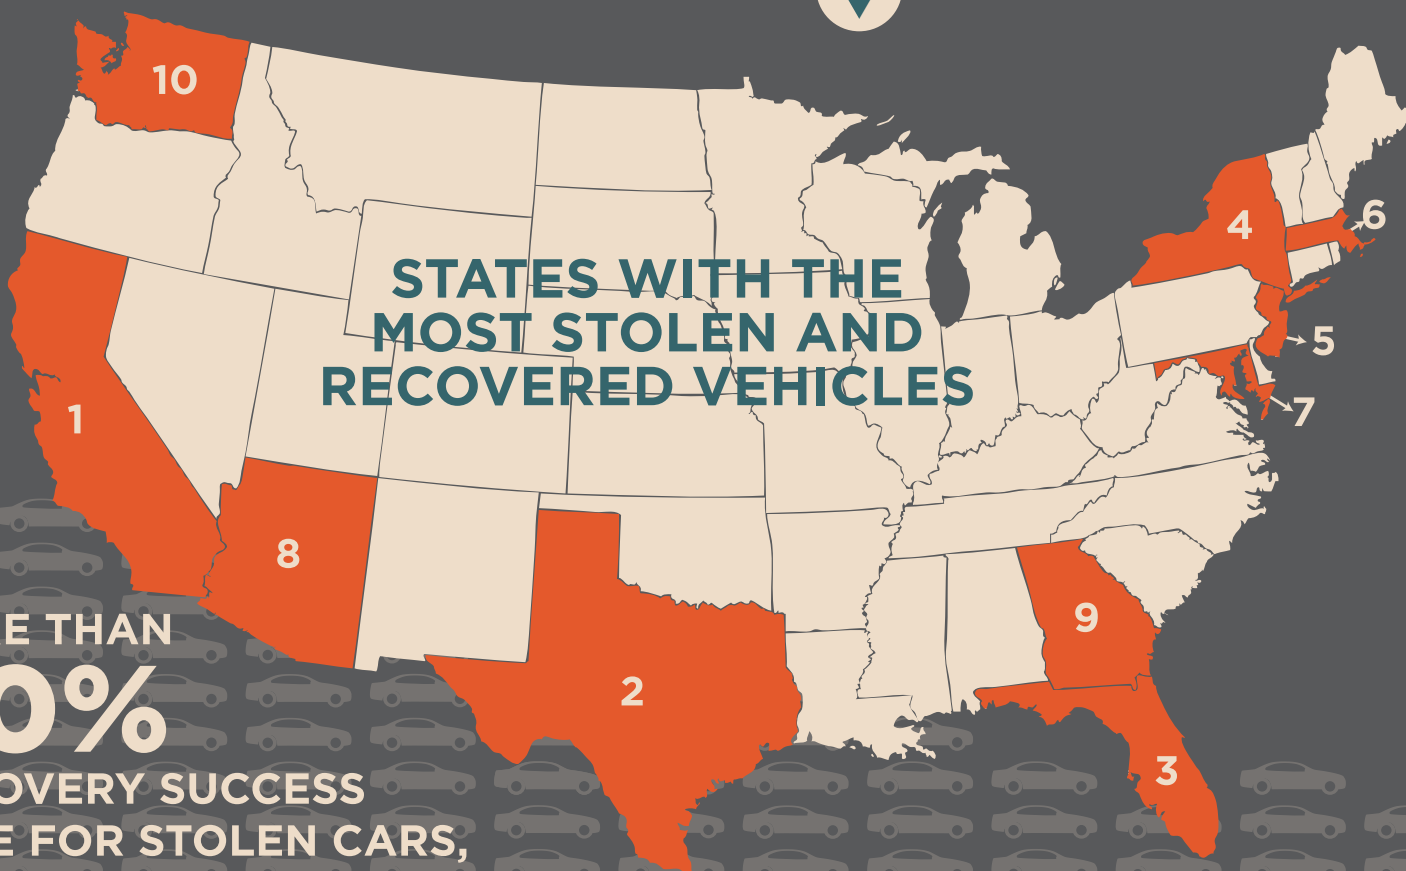 10
4
6
STATES WITH THE
MOST STOLEN AND
RECOVERED VEHICLES
5
7
1
8
9
2
3
THAN
0%
SUCCESS
FOR STOLEN CARS,